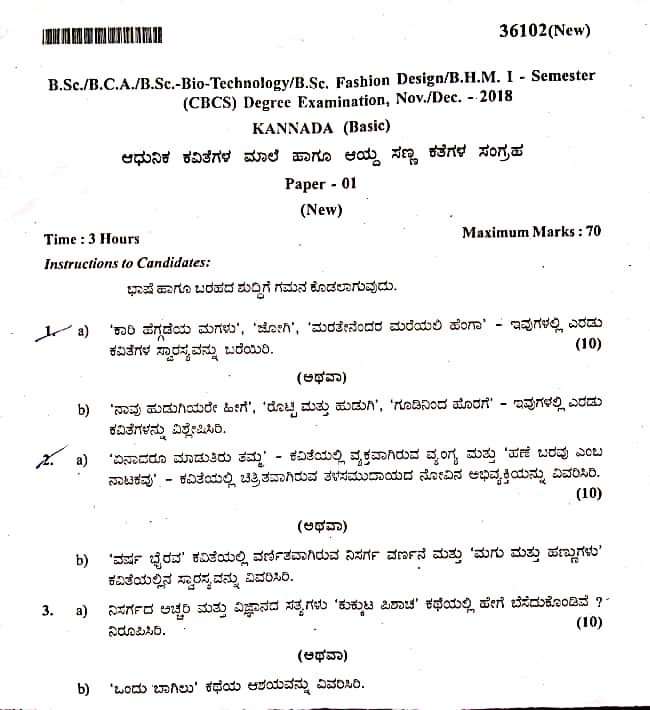 36102(New)
B.Sc./B.C.A./B.Sc.-Bio-Technology/B.Sc. Fashion Design/B.H.M. I - Semester
(CBCS) Degree Examination, Nov./Dec. - 2018
KANNADA (Basic)
ಆಧುನಿಕ ಕವಿತೆಗಳ ಮಾಲೆ ಹಾಗೂ ಆಯ್ದ ಸಣ್ಣ ಕತೆಗಳ ಸಂಗ್ರಹ
Paper - 01
(New)
Time : 3 Hours Maximum Marks : 70
Instructions to Candidates:
ಭಾಷೆ ಹಾಗೂ ಬರಹದ ಶುದ್ಧಿಗೆ ಗಮನ ಕೊಡಲಾಗುವುದು.
1. a) 'ಕಾರಿ ಹೆಗ್ಗಡೆಯ ಮಗಳು', 'ಜೋಗಿ', 'ಮರತೇನೆಂದರ ಮರೆಯಲಿ ಹೆಂಗಾ' - ಇವುಗಳಲ್ಲಿ ಎರಡು
ಕವಿತೆಗಳ ಸ್ವಾರಸ್ಯವನ್ನು ಬರೆಯಿರಿ. (10)
(ಅಥವಾ)
b) 'ನಾವು ಹುಡುಗಿಯರೇ ಹೀಗೆ', 'ರೊಟ್ಟಿ ಮತ್ತು ಹುಡುಗಿ', 'ಗೂಡಿನಿಂದ ಹೊರಗೆ' - ಇವುಗಳಲ್ಲಿ ಎರಡು
ಕವಿತೆಗಳನ್ನು ವಿಶ್ಲೇಷಿಸಿರಿ.
2. a) 'ಏನಾದರೂ ಮಾಡುತಿರು ತಮ್ಮ' - ಕವಿತೆಯಲ್ಲಿ ವ್ಯಕ್ತವಾಗಿರುವ ವ್ಯಂಗ್ಯ ಮತ್ತು 'ಹಣೆ ಬರವು ಎಂಬ
ನಾಟಕವು' - ಕವಿತೆಯಲ್ಲಿ ಚಿತ್ರಿತವಾಗಿರುವ ತಳಸಮುದಾಯದ ನೋವಿನ ಅಭಿವ್ಯಕ್ತಿಯನ್ನು ವಿವರಿಸಿರಿ.
(10)
(ಅಥವಾ)
b) 'ವರ್ಷ ಭೈರವ' ಕವಿತೆಯಲ್ಲಿ ವರ್ಣಿತವಾಗಿರುವ ನಿಸರ್ಗ ವರ್ಣನೆ ಮತ್ತು 'ಮಗು ಮತ್ತು ಹಣ್ಣುಗಳು'
ಕವಿತೆಯಲ್ಲಿನ ಸ್ವಾರಸ್ಯವನ್ನು ವಿವರಿಸಿರಿ.
3. a) ನಿಸರ್ಗದ ಅಚ್ಚರಿ ಮತ್ತು ವಿಜ್ಞಾನದ ಸತ್ಯಗಳು 'ಕುಕ್ಕುಟ ಪಿಶಾಚ' ಕಥೆಯಲ್ಲಿ ಹೇಗೆ ಬೆಸೆದುಕೊಂಡಿವೆ ?
ನಿರೂಪಿಸಿರಿ. (10)
(ಅಥವಾ)
b) 'ಒಂದು ಬಾಗಿಲು' ಕಥೆಯ ಆಶಯವನ್ನು ವಿವರಿಸಿರಿ.